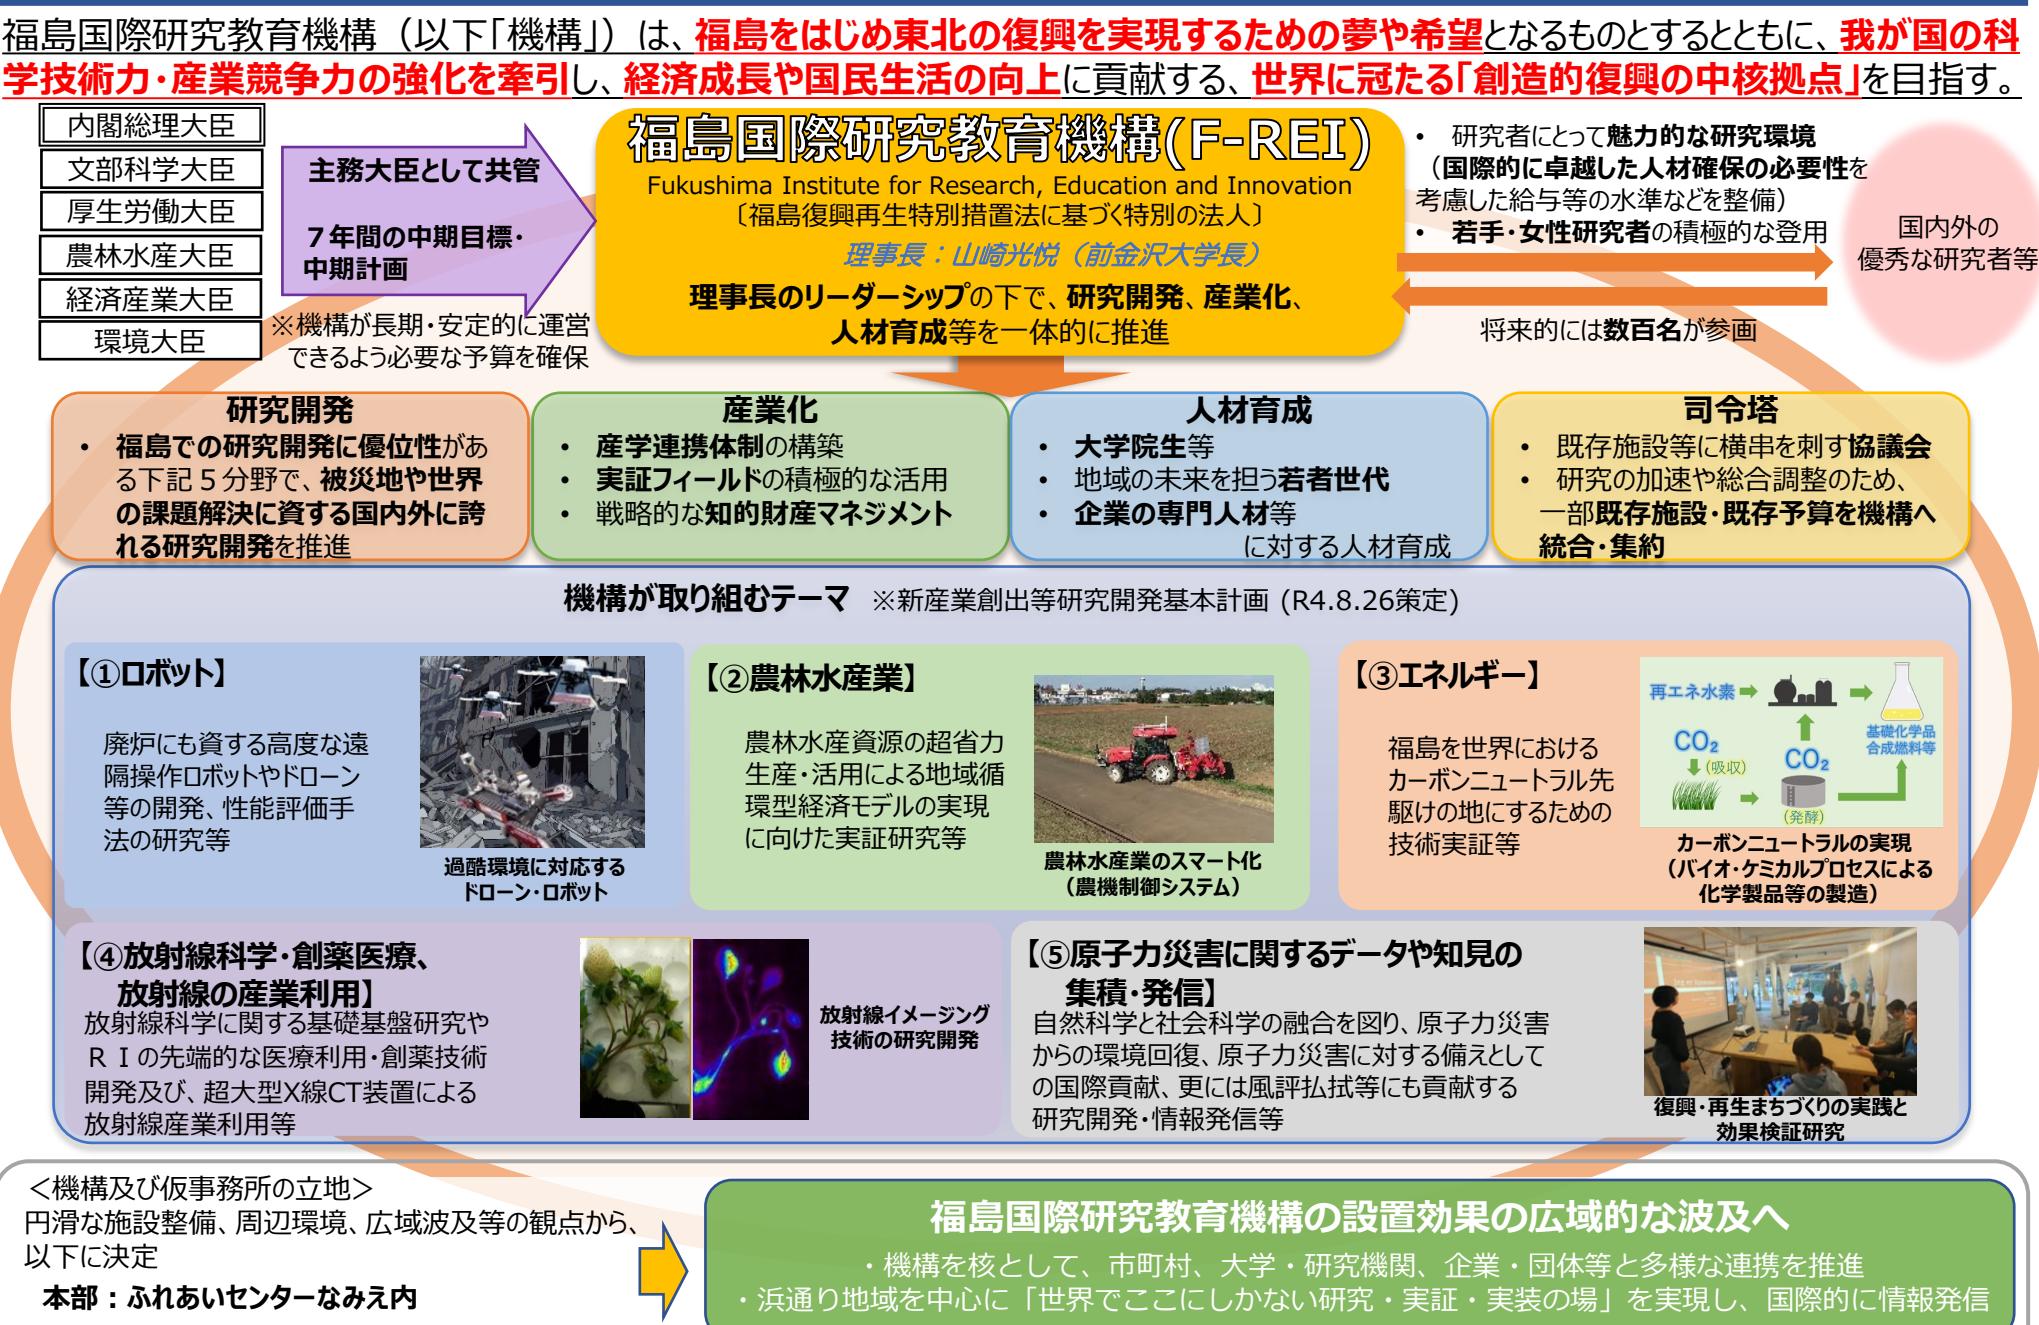 福島国際研究教育機構（以下「機構」）は、福島をはじめ東北の復興を実現するための夢や希望となるものとするとともに、我が国の科
学技術力・産業競争力の強化を牽引し、経済成長や国民生活の向上に貢献する、世界に冠たる「創造的復興の中核拠点」を目指す。
内閣総理大臣
文部科学大臣
厚生労働大臣
農林水産大臣
経済産業大臣
環境大臣
主務大臣として共管
７年間の中期目標・
中期計画
※機構が長期・安定的に運営
できるよう必要な予算を確保
福島国際研究教育機構(F-REI)
Fukushima Institute for Research, Education and Innovation
〔福島復興再生特別措置法に基づく特別の法人〕
理事長：山崎光悦（前金沢大学長）
理事長のリーダーシップの下で、研究開発、産業化、
人材育成等を一体的に推進
• 研究者にとって魅力的な研究環境
（国際的に卓越した人材確保の必要性を
考慮した給与等の水準などを整備）
• 若手・女性研究者の積極的な登用
将来的には数百名が参画
国内外の
優秀な研究者等
研究開発
• 福島での研究開発に優位性があ
る下記５分野で、被災地や世界
の課題解決に資する国内外に誇
れる研究開発を推進
産業化
• 産学連携体制の構築
• 実証フィールドの積極的な活用
• 戦略的な知的財産マネジメント
人材育成
• 大学院生等
• 地域の未来を担う若者世代
• 企業の専門人材等
に対する人材育成
司令塔
• 既存施設等に横串を刺す協議会
• 研究の加速や総合調整のため、
一部既存施設・既存予算を機構へ
統合・集約
機構が取り組むテーマ ※新産業創出等研究開発基本計画 (R4.8.26策定)
【①ロボット】
廃炉にも資する高度な遠
隔操作ロボットやドローン
等の開発、性能評価手
法の研究等
過酷環境に対応する
ドローン・ロボット
【②農林水産業】
農林水産資源の超省力
生産・活用による地域循
環型経済モデルの実現
に向けた実証研究等
農林水産業のスマート化
（農機制御システム）
【③エネルギー】
福島を世界における
カーボンニュートラル先
駆けの地にするための
技術実証等
再エネ水素
基礎化学品
合成燃料等
CO₂
(吸収)
CO₂
(発酵)
カーボンニュートラルの実現
（バイオ・ケミカルプロセスによる
化学製品等の製造）
【④放射線科学・創薬医療、
放射線の産業利用】
放射線科学に関する基礎基盤研究や
ＲＩの先端的な医療利用・創薬技術
開発及び、超大型X線CT装置による
放射線産業利用等
放射線イメージング
技術の研究開発
【⑤原子力災害に関するデータや知見の
集積・発信】
自然科学と社会科学の融合を図り、原子力災害
からの環境回復、原子力災害に対する備えとして
の国際貢献、更には風評払拭等にも貢献する
研究開発・情報発信等
復興・再生まちづくりの実践と
効果検証研究
＜機構及び仮事務所の立地＞
円滑な施設整備、周辺環境、広域波及等の観点から、
以下に決定
本部：ふれあいセンターなみえ内
福島国際研究教育機構の設置効果の広域的な波及へ
・機構を核として、市町村、大学・研究機関、企業・団体等と多様な連携を推進
・浜通り地域を中心に「世界でここにしかない研究・実証・実装の場」を実現し、国際的に情報発信